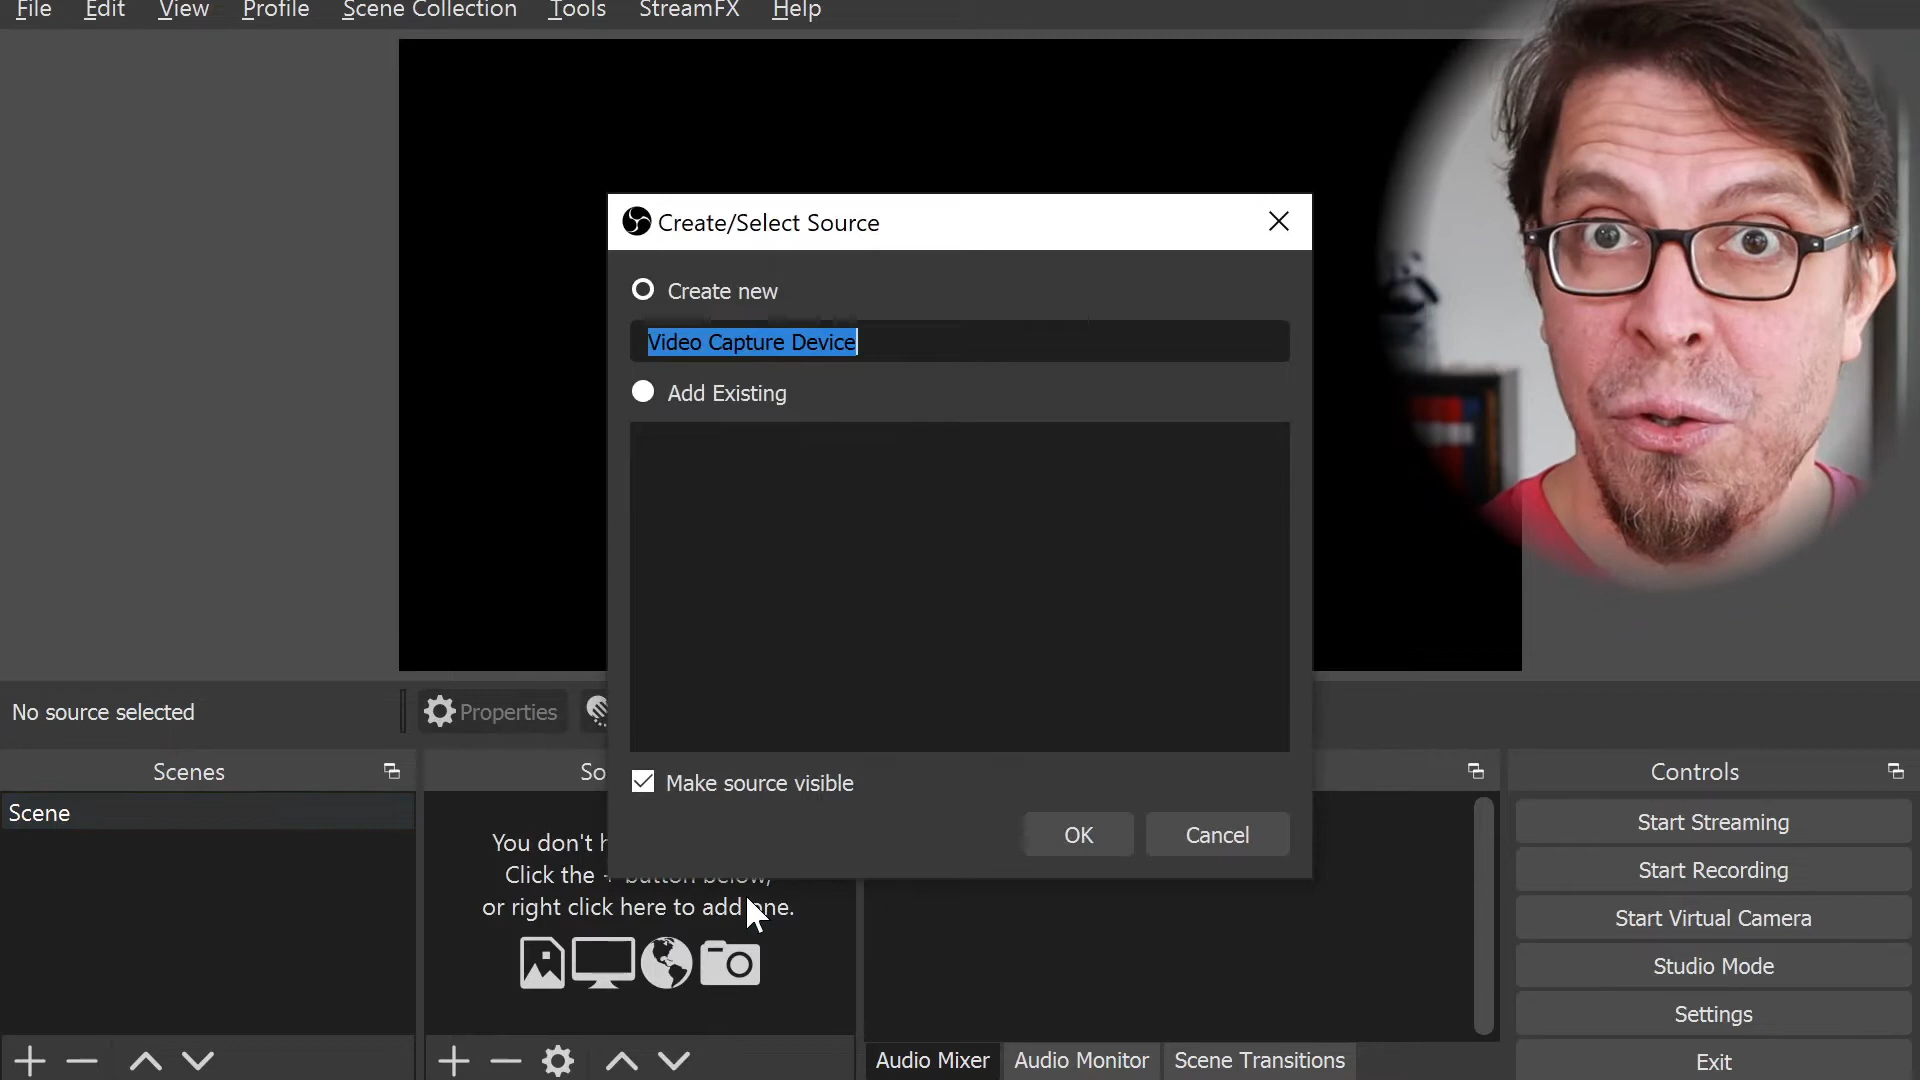 File Edit View Profile Scene Collection Tools StreamFX Help
Create/Select Source
Create new
Video Capture Device
Add Existing
Make source visible
OK Cancel
No source selected
Properties
Scenes
So
Controls
Scene
You don't h
Click the + button below,
or right click here to add one.
Start Streaming
Start Recording
Start Virtual Camera
Studio Mode
Settings
Exit
Audio Mixer Audio Monitor Scene Transitions